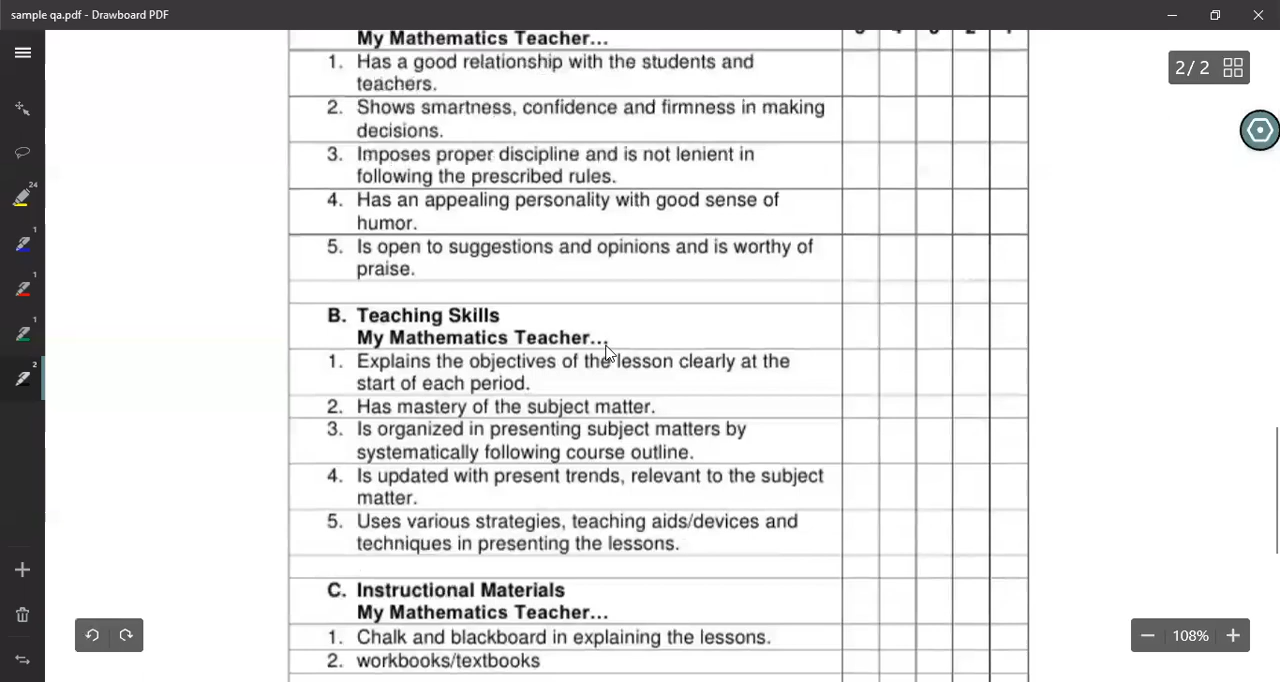 sample qa.pdf - Drawboard PDF
2/2
My Mathematics Teacher...
1. Has a good relationship with the students and
teachers.
2. Shows smartness, confidence and firmness in making
decisions.
3. Imposes proper discipline and is not lenient in
following the prescribed rules.
4. Has an appealing personality with good sense of
humor.
5. Is open to suggestions and opinions and is worthy of
praise.
B. Teaching Skills
My Mathematics Teacher...
1. Explains the objectives of the lesson clearly at the
start of each period.
2. Has mastery of the subject matter.
3. Is organized in presenting subject matters by
systematically following course outline.
4. Is updated with present trends, relevant to the subject
matter.
5. Uses various strategies, teaching aids/devices and
techniques in presenting the lessons.
C. Instructional Materials
My Mathematics Teacher...
1. Chalk and blackboard in explaining the lessons.
2. workbooks/textbooks
24
1
1
1
2
108%